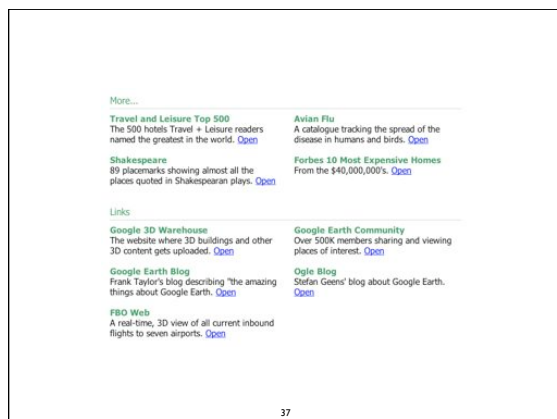 More...
Travel and Leisure Top 500
The 500 hotels Travel + Leisure readers
named the greatest in the world. Open
Avian Flu
A catalogue tracking the spread of the
disease in humans and birds. Open
Shakespeare
89 placemarks showing almost all the
places quoted in Shakespearan plays. Open
Forbes 10 Most Expensive Homes
From the $40,000,000's. Open
Links
Google 3D Warehouse
The website where 3D buildings and other
3D content gets uploaded. Open
Google Earth Community
Over 500K members sharing and viewing
places of interest. Open
Google Earth Blog
Frank Taylor's blog describing "the amazing
things about Google Earth. Open
Ogle Blog
Stefan Geens' blog about Google Earth.
Open
FBO Web
A real-time, 3D view of all current inbound
flights to seven airports. Open
37